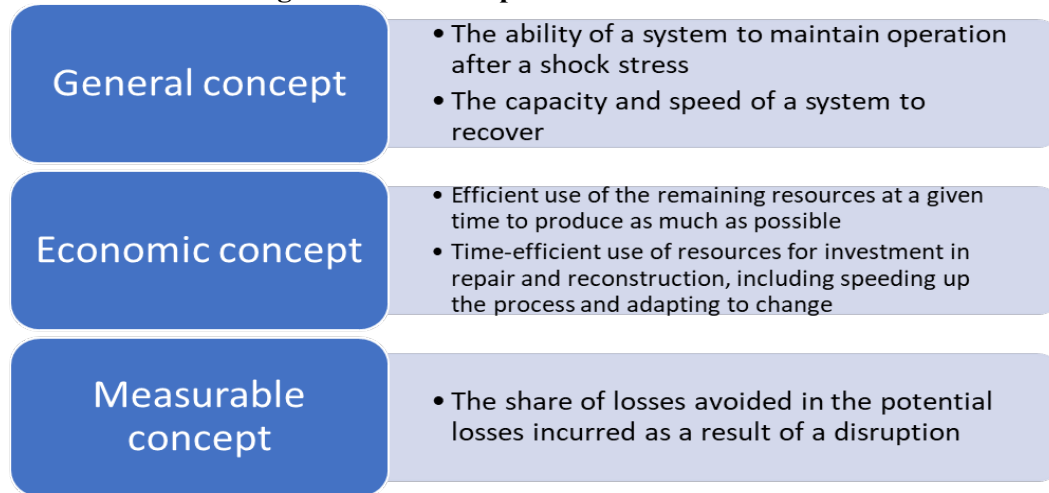 General concept
• The ability of a system to maintain operation
after a shock stress
• The capacity and speed of a system to
recover
Economic concept
• Efficient use of the remaining resources at a given
time to produce as much as possible
• Time-efficient use of resources for investment in
repair and reconstruction, including speeding up
the process and adapting to change
Measurable
concept
• The share of losses avoided in the potential
losses incurred as a result of a disruption